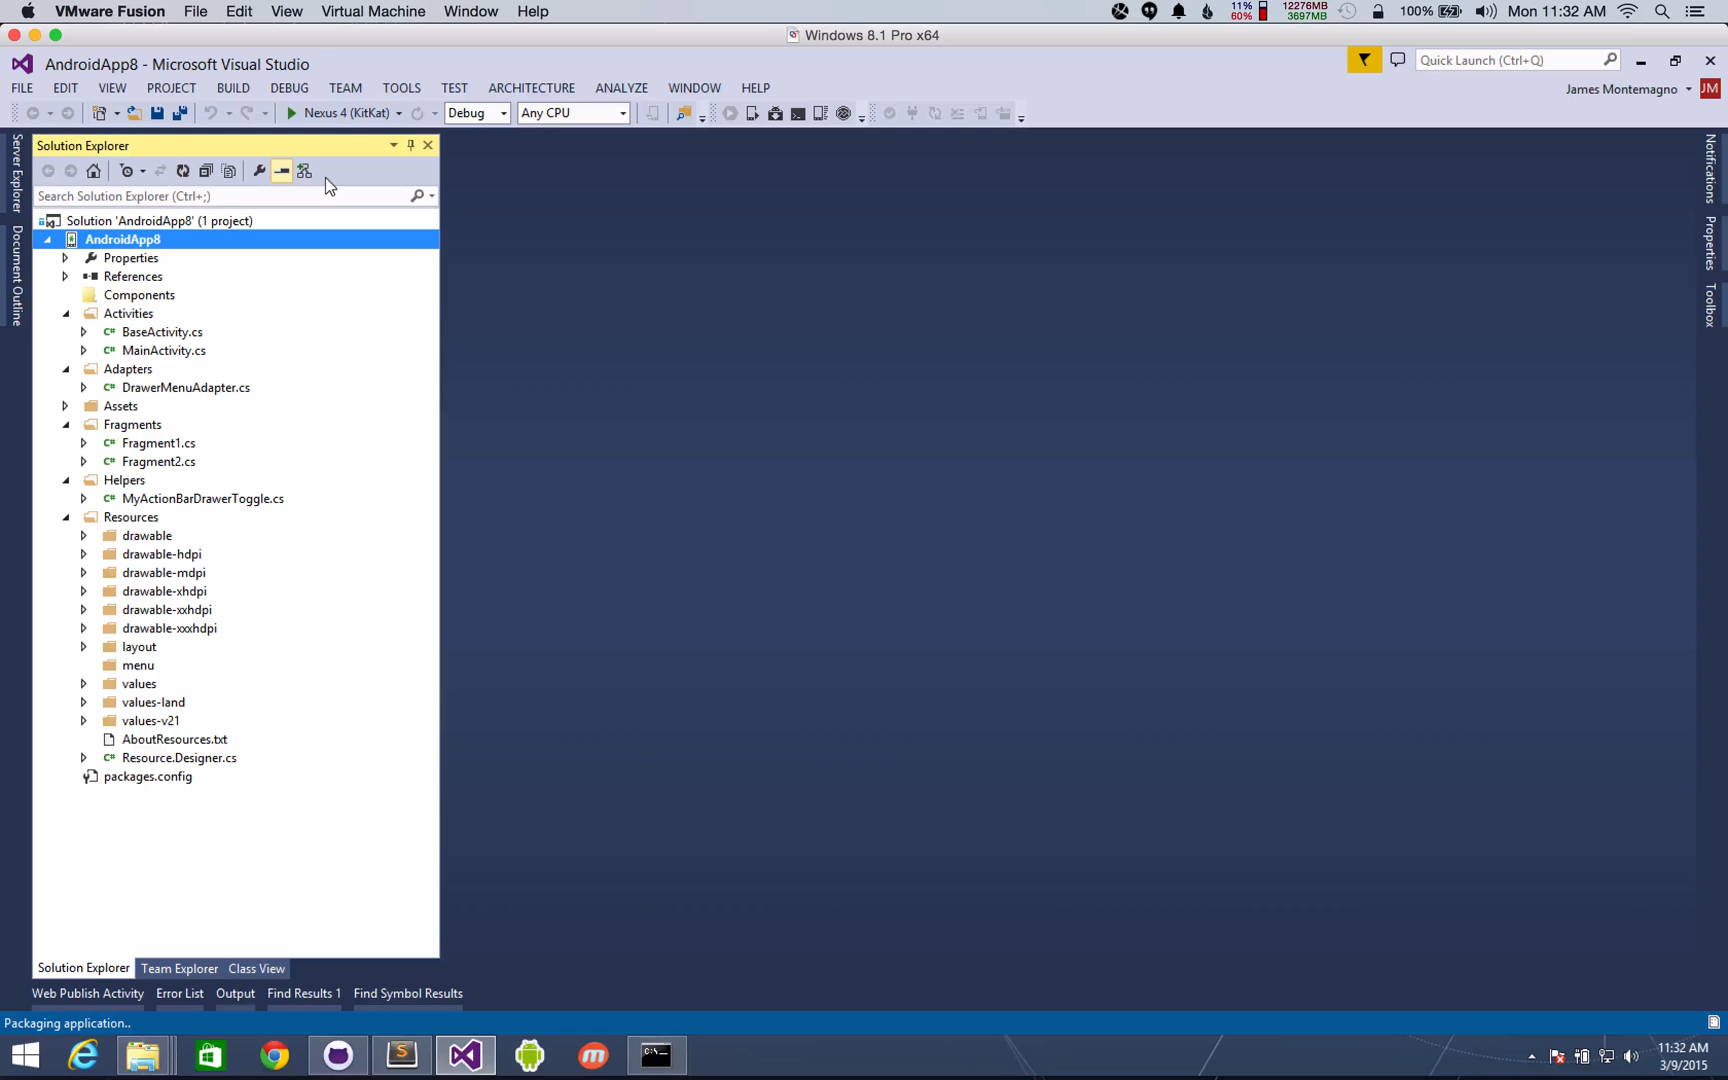 VMware Fusion File Edit View Virtual Machine Window Help 11% 60% 12276MB 3697MB 100% Mon 11:32 AM
Windows 8.1 Pro x64
AndroidApp8 - Microsoft Visual Studio Quick Launch (Ctrl+Q)
FILE EDIT VIEW PROJECT BUILD DEBUG TEAM TOOLS TEST ARCHITECTURE ANALYZE WINDOW HELP James Montemagno JM
Nexus 4 (KitKat) Debug Any CPU
Solution Explorer
Search Solution Explorer (Ctrl+;)
Solution 'AndroidApp8' (1 project)
AndroidApp8
Properties
References
Components
Activities
C# BaseActivity.cs
C# MainActivity.cs
Adapters
C# DrawerMenuAdapter.cs
Assets
Fragments
C# Fragment1.cs
C# Fragment2.cs
Helpers
C# MyActionBarDrawerToggle.cs
Resources
drawable
drawable-hdpi
drawable-mdpi
drawable-xhdpi
drawable-xxhdpi
drawable-xxxhdpi
layout
menu
values
values-land
values-v21
AboutResources.txt
C# Resource.Designer.cs
packages.config
Server Explorer
Document Outline
Notifications
Properties
Toolbox
Solution Explorer Team Explorer Class View
Web Publish Activity Error List Output Find Results 1 Find Symbol Results
Packaging application..
11:32 AM
3/9/2015